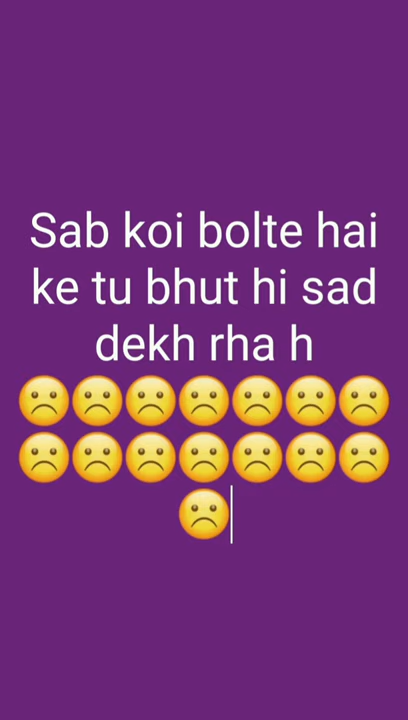 Sab koi bolte hai
ke tu bhut hi sad
dekh rha h
☹️☹️☹️☹️☹️☹️☹️
☹️☹️☹️☹️☹️☹️☹️
☹️